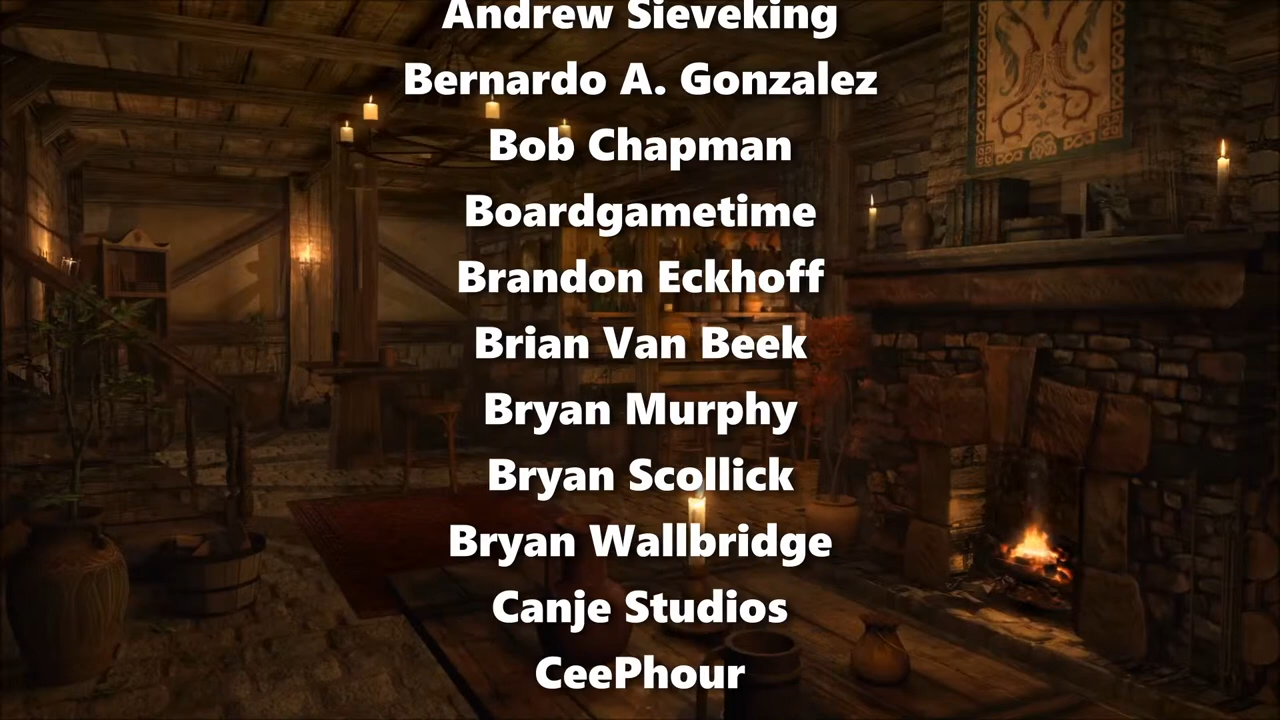 Andrew Sieveking
Bernardo A. Gonzalez
Bob Chapman
Boardgametime
Brandon Eckhoff
Brian Van Beek
Bryan Murphy
Bryan Scollick
Bryan Wallbridge
Canje Studios
CeePhour